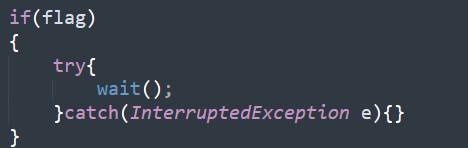 if(flag)
{
    try{
        wait();
    }catch(InterruptedException e){}
}